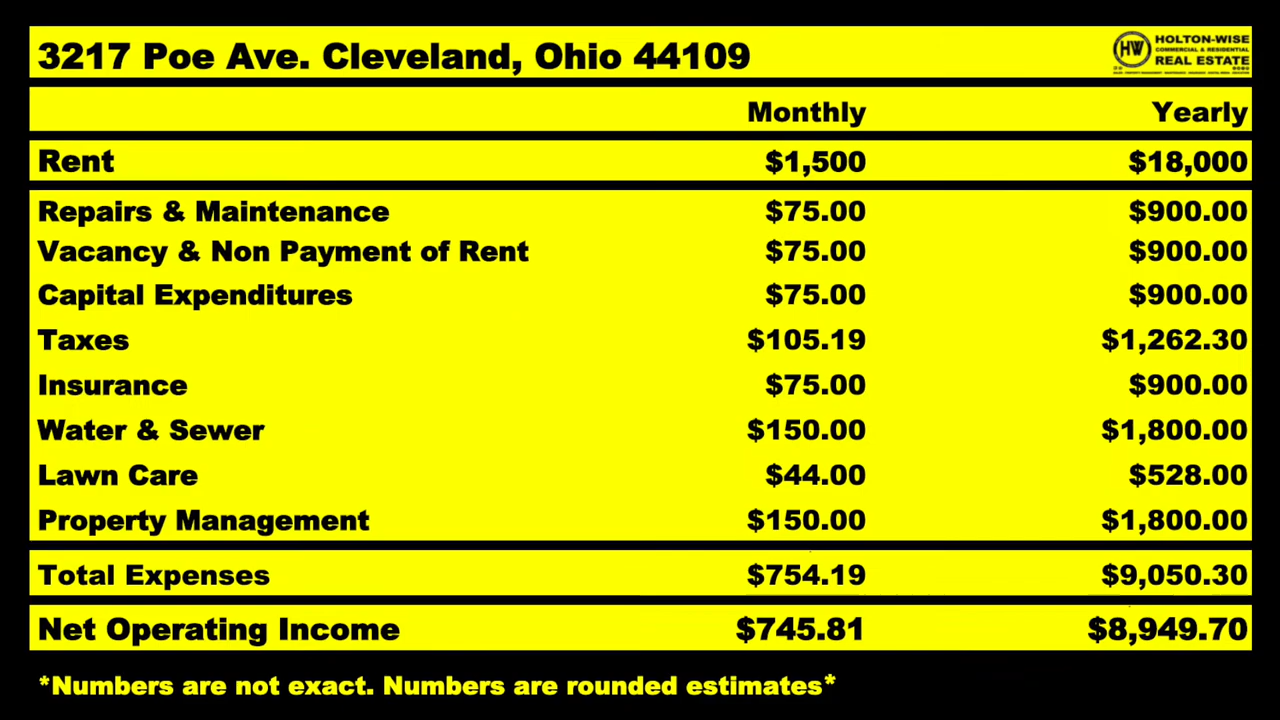 3217 Poe Ave. Cleveland, Ohio 44109
HW
HOLTON-WISE
COMMERCIAL & RESIDENTIAL
REAL ESTATE
Monthly Yearly
Rent $1,500 $18,000
Repairs & Maintenance $75.00 $900.00
Vacancy & Non Payment of Rent $75.00 $900.00
Capital Expenditures $75.00 $900.00
Taxes $105.19 $1,262.30
Insurance $75.00 $900.00
Water & Sewer $150.00 $1,800.00
Lawn Care $44.00 $528.00
Property Management $150.00 $1,800.00
Total Expenses $754.19 $9,050.30
Net Operating Income $745.81 $8,949.70
*Numbers are not exact. Numbers are rounded estimates*